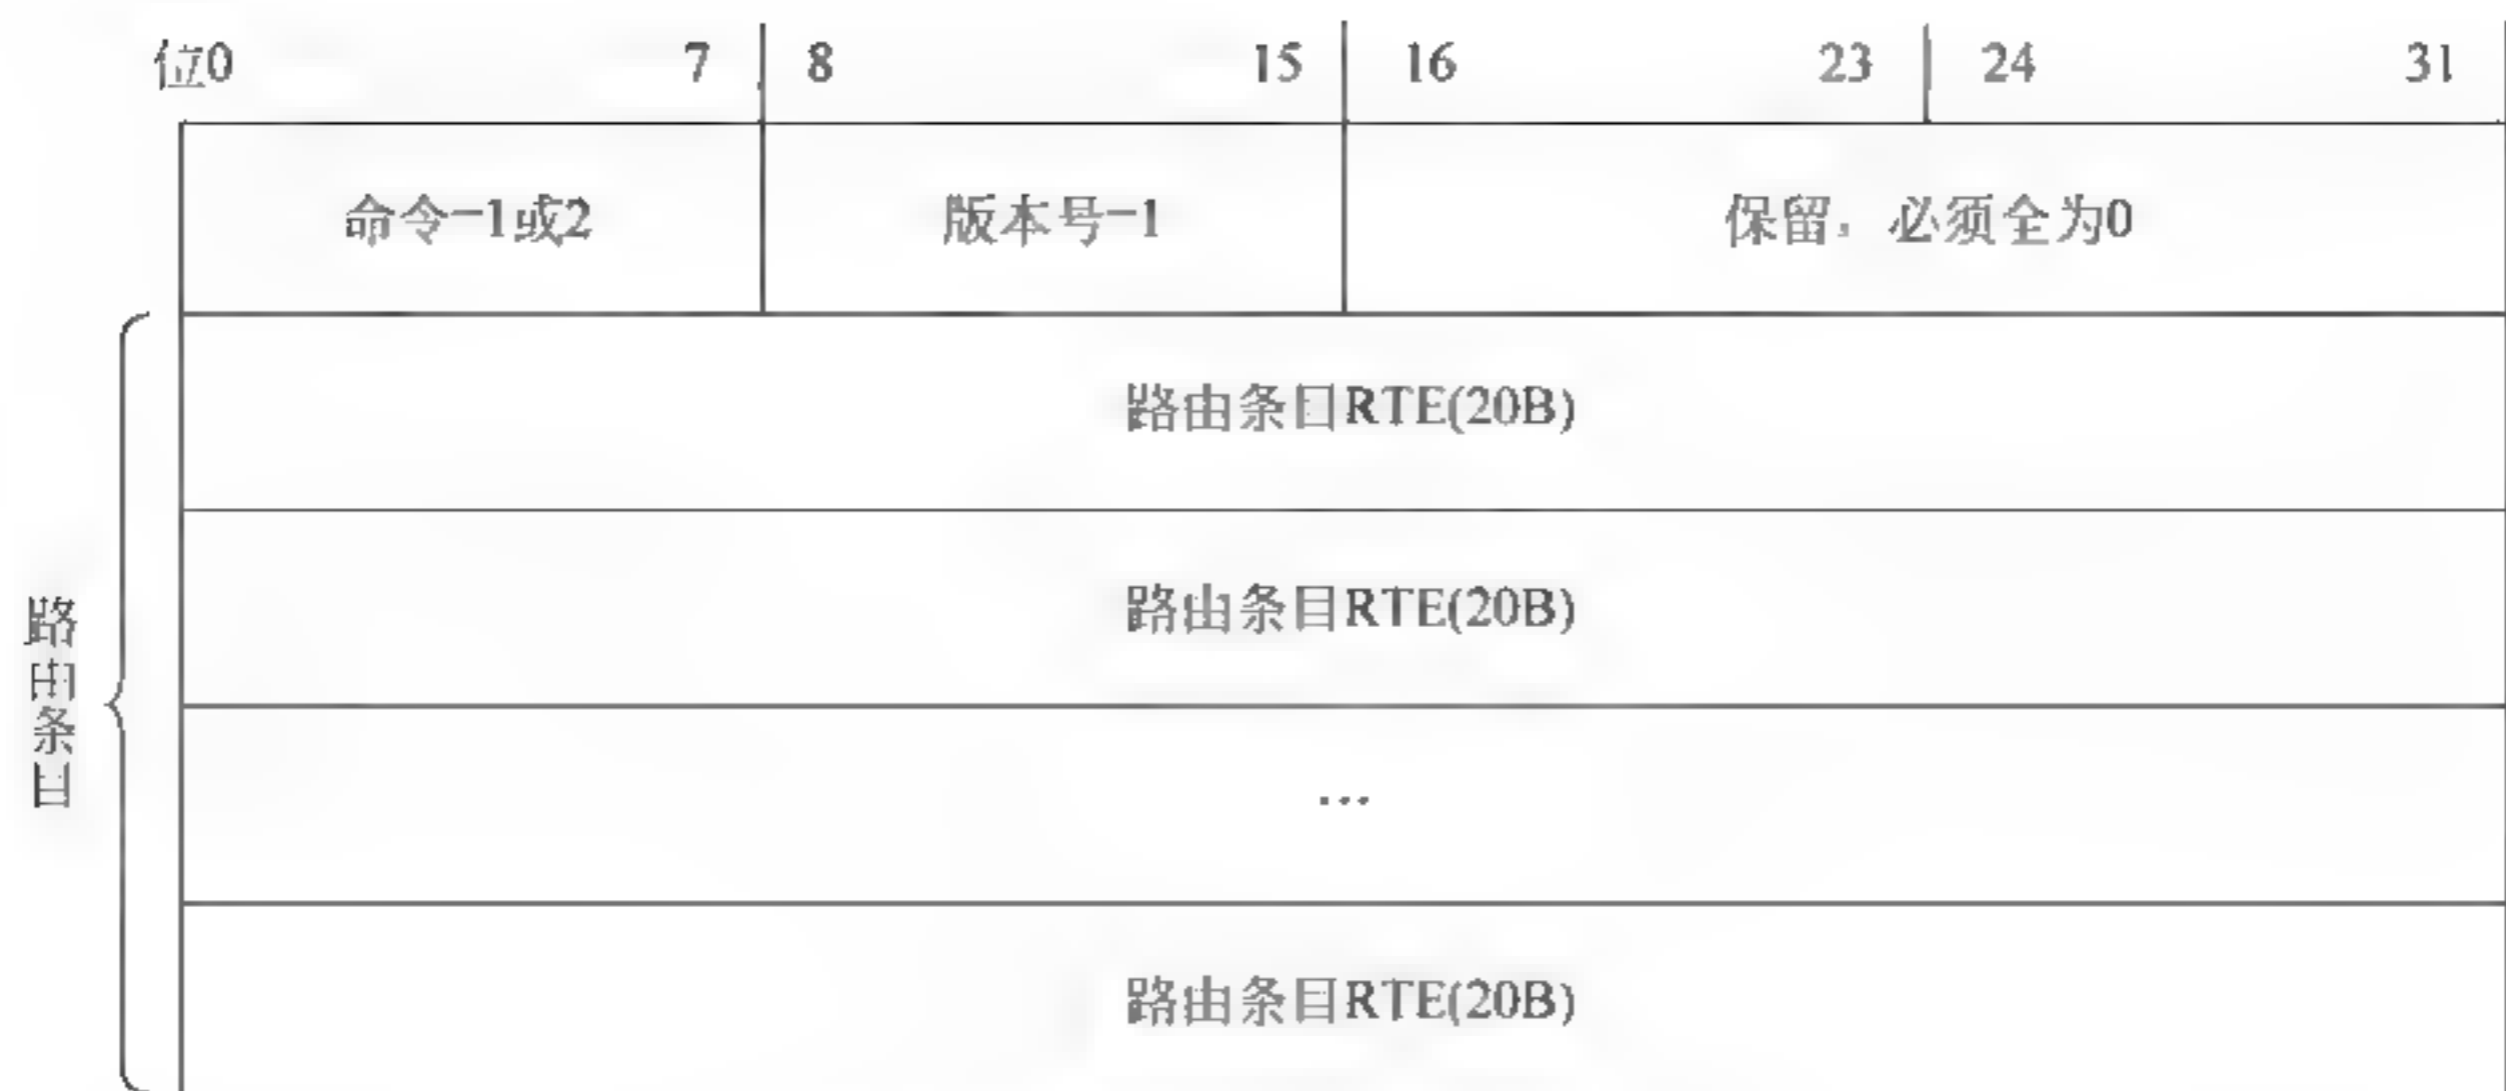 位0 7 8 15 16 23 24 31
命令=1或2 版本号=1 保留，必须全为0
路由条目RTE(20B)
路由条目RTE(20B)
…
路由条目RTE(20B)
路由条目